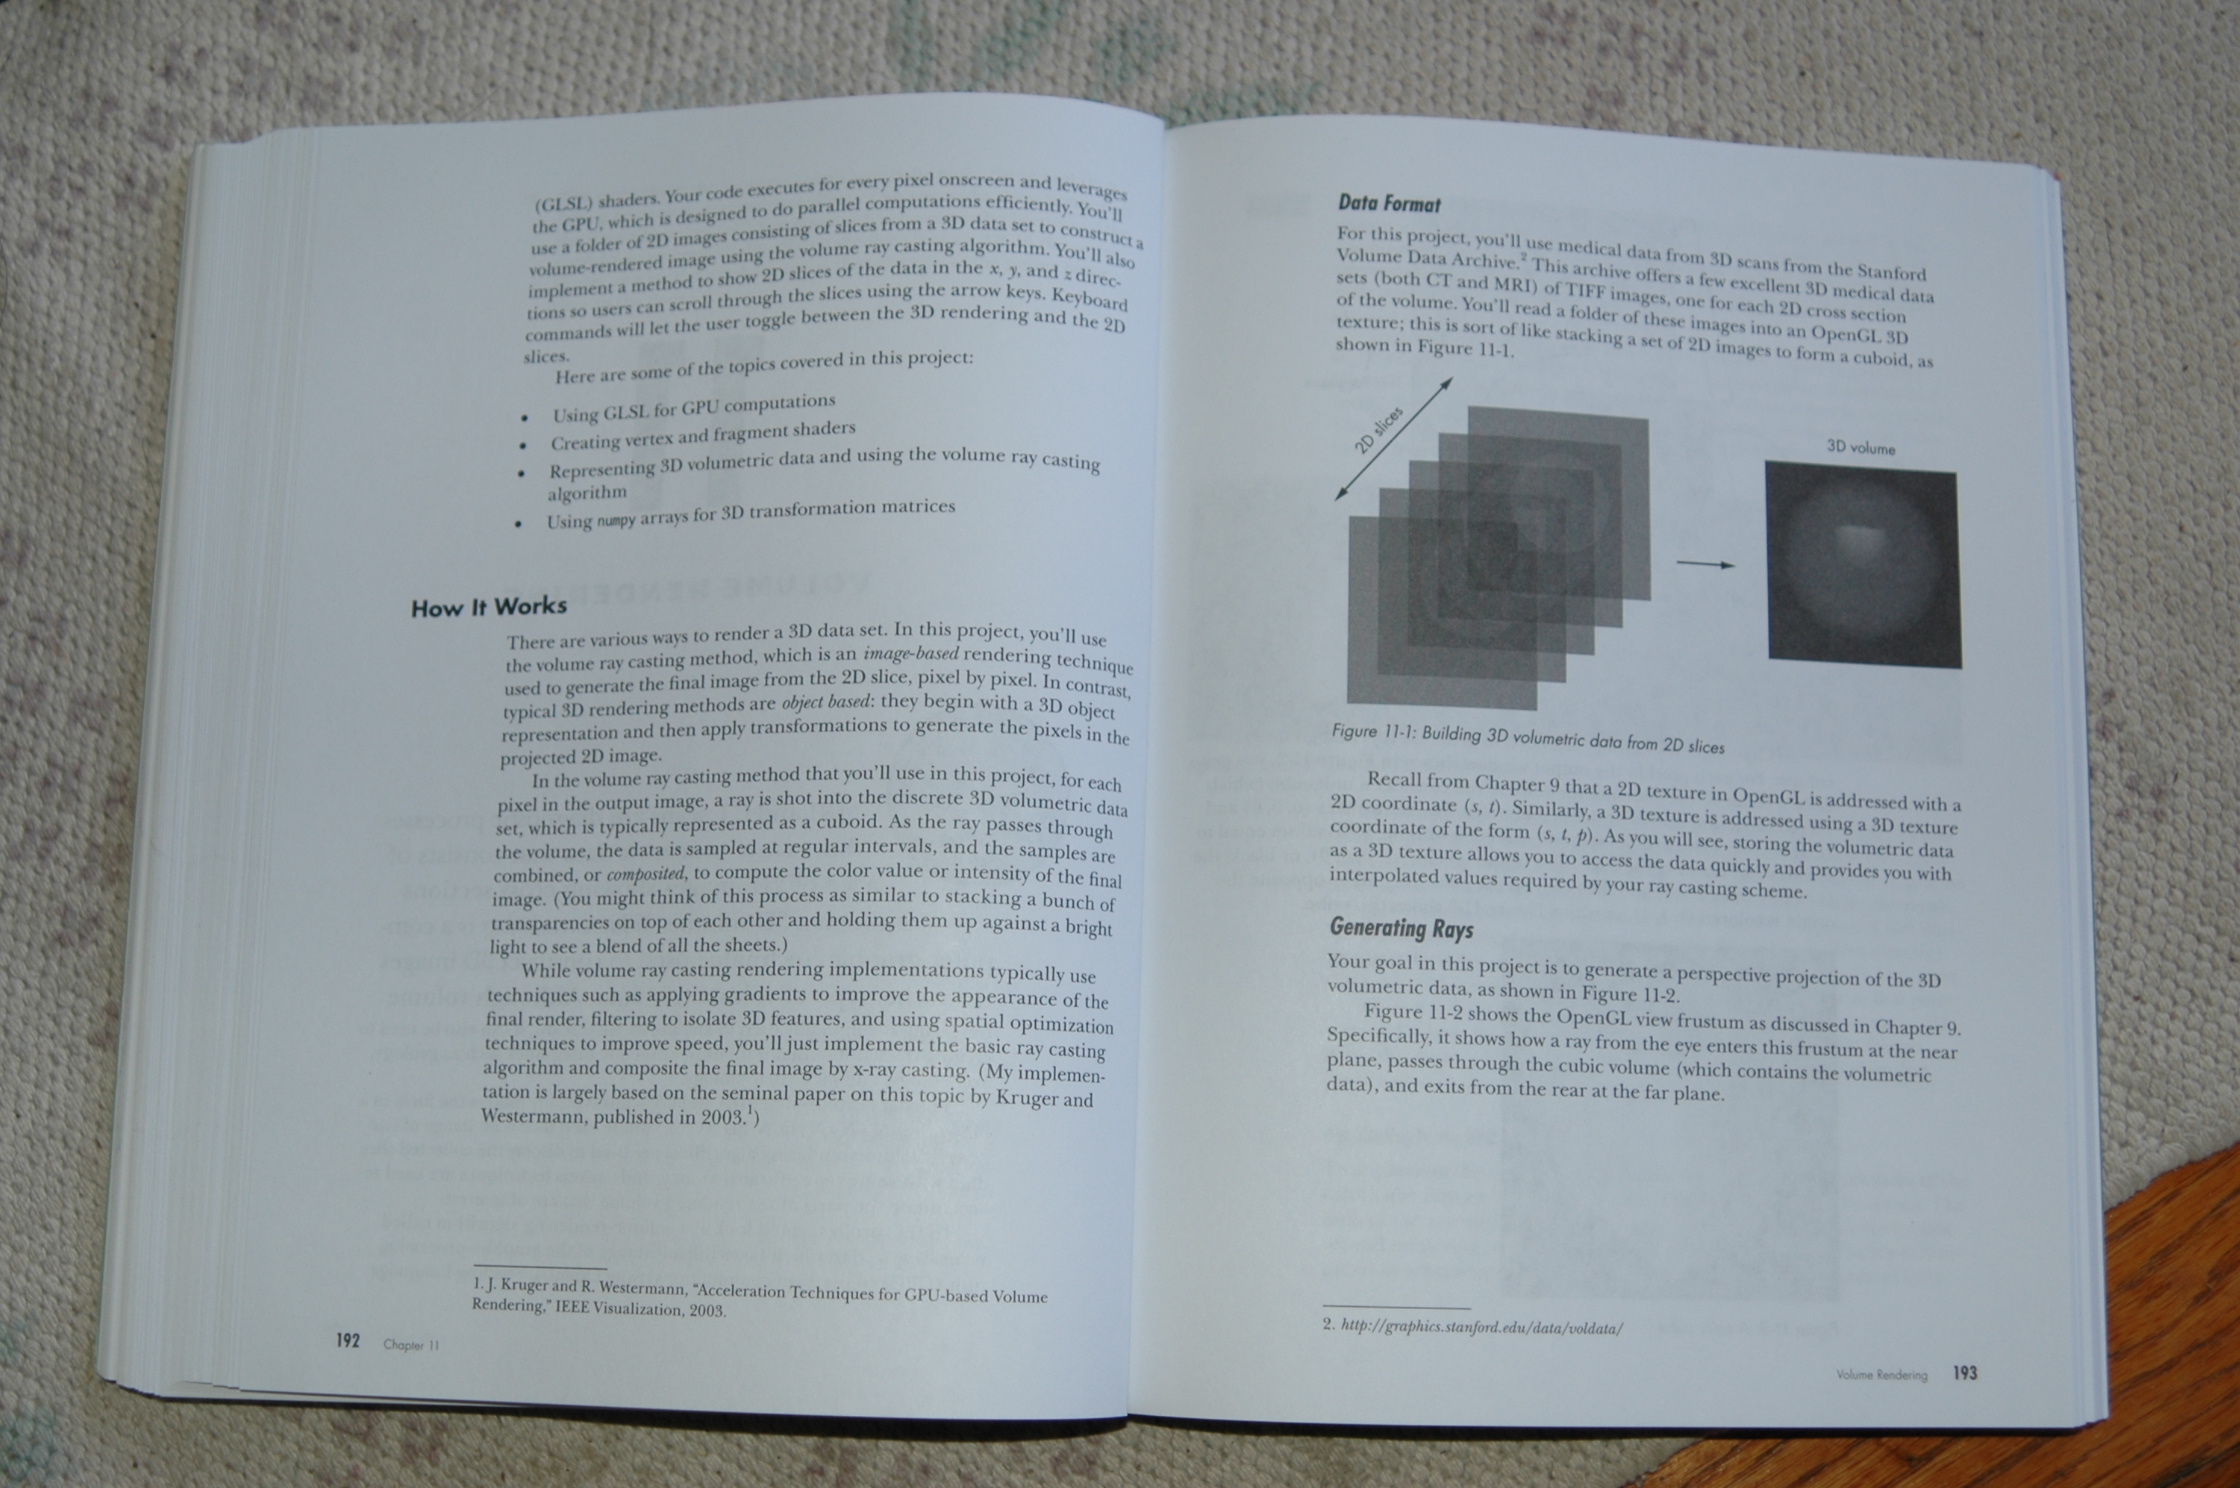 (GLSL) shaders. Your code executes for every pixel onscreen and leverages
the GPU, which is designed to do parallel computations efficiently. You'll
use a folder of 2D images consisting of slices from a 3D data set to construct a
volume-rendered image using the volume ray casting algorithm. You'll also
implement a method to show 2D slices of the data in the x, y, and z direc-
tions so users can scroll through the slices using the arrow keys. Keyboard
commands will let the user toggle between the 3D rendering and the 2D
slices.
Here are some of the topics covered in this project:
• Using GLSL for GPU computations
• Creating vertex and fragment shaders
• Representing 3D volumetric data and using the volume ray casting
algorithm
• Using numpy arrays for 3D transformation matrices
How It Works
There are various ways to render a 3D data set. In this project, you'll use
the volume ray casting method, which is an image-based rendering technique
used to generate the final image from the 2D slice, pixel by pixel. In contrast,
typical 3D rendering methods are object based: they begin with a 3D object
representation and then apply transformations to generate the pixels in the
projected 2D image.
In the volume ray casting method that you'll use in this project, for each
pixel in the output image, a ray is shot into the discrete 3D volumetric data
set, which is typically represented as a cuboid. As the ray passes through
the volume, the data is sampled at regular intervals, and the samples are
combined, or composited, to compute the color value or intensity of the final
image. (You might think of this process as similar to stacking a bunch of
transparencies on top of each other and holding them up against a bright
light to see a blend of all the sheets.)
While volume ray casting rendering implementations typically use
techniques such as applying gradients to improve the appearance of the
final render, filtering to isolate 3D features, and using spatial optimization
techniques to improve speed, you'll just implement the basic ray casting
algorithm and composite the final image by x-ray casting. (My implemen-
tation is largely based on the seminal paper on this topic by Kruger and
Westermann, published in 2003.¹)
1. J. Kruger and R. Westermann, "Acceleration Techniques for GPU-based Volume
Rendering," IEEE Visualization, 2003.
192 Chapter 11
Data Format
For this project, you'll use medical data from 3D scans from the Stanford
Volume Data Archive.² This archive offers a few excellent 3D medical data
sets (both CT and MRI) of TIFF images, one for each 2D cross section
of the volume. You'll read a folder of these images into an OpenGL 3D
texture; this is sort of like stacking a set of 2D images to form a cuboid, as
shown in Figure 11-1.
2D slices
3D volume
Figure 11-1: Building 3D volumetric data from 2D slices
Recall from Chapter 9 that a 2D texture in OpenGL is addressed with a
2D coordinate (s, t). Similarly, a 3D texture is addressed using a 3D texture
coordinate of the form (s, t, p). As you will see, storing the volumetric data
as a 3D texture allows you to access the data quickly and provides you with
interpolated values required by your ray casting scheme.
Generating Rays
Your goal in this project is to generate a perspective projection of the 3D
volumetric data, as shown in Figure 11-2.
Figure 11-2 shows the OpenGL view frustum as discussed in Chapter 9.
Specifically, it shows how a ray from the eye enters this frustum at the near
plane, passes through the cubic volume (which contains the volumetric
data), and exits from the rear at the far plane.
2. http://graphics.stanford.edu/data/voldata/
Volume Rendering 193